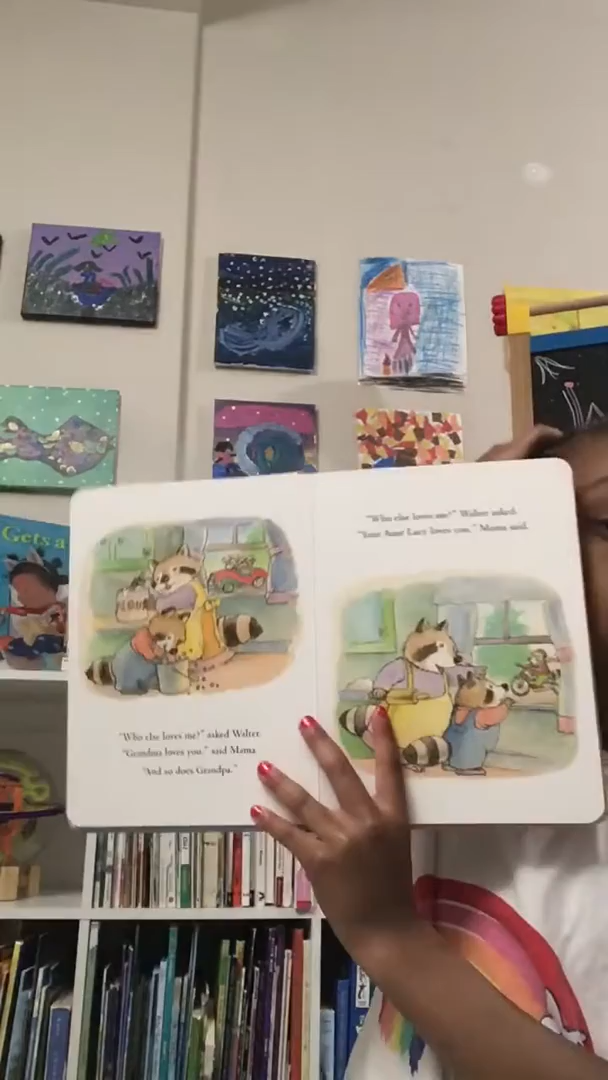 Gets a
"Who else loves me?" asked Walter.
"Grandma loves you," said Mama
"And so does Grandpa."
"Who else loves me?" Walter asked.
"Your Aunt Lucy loves you," Mama said.